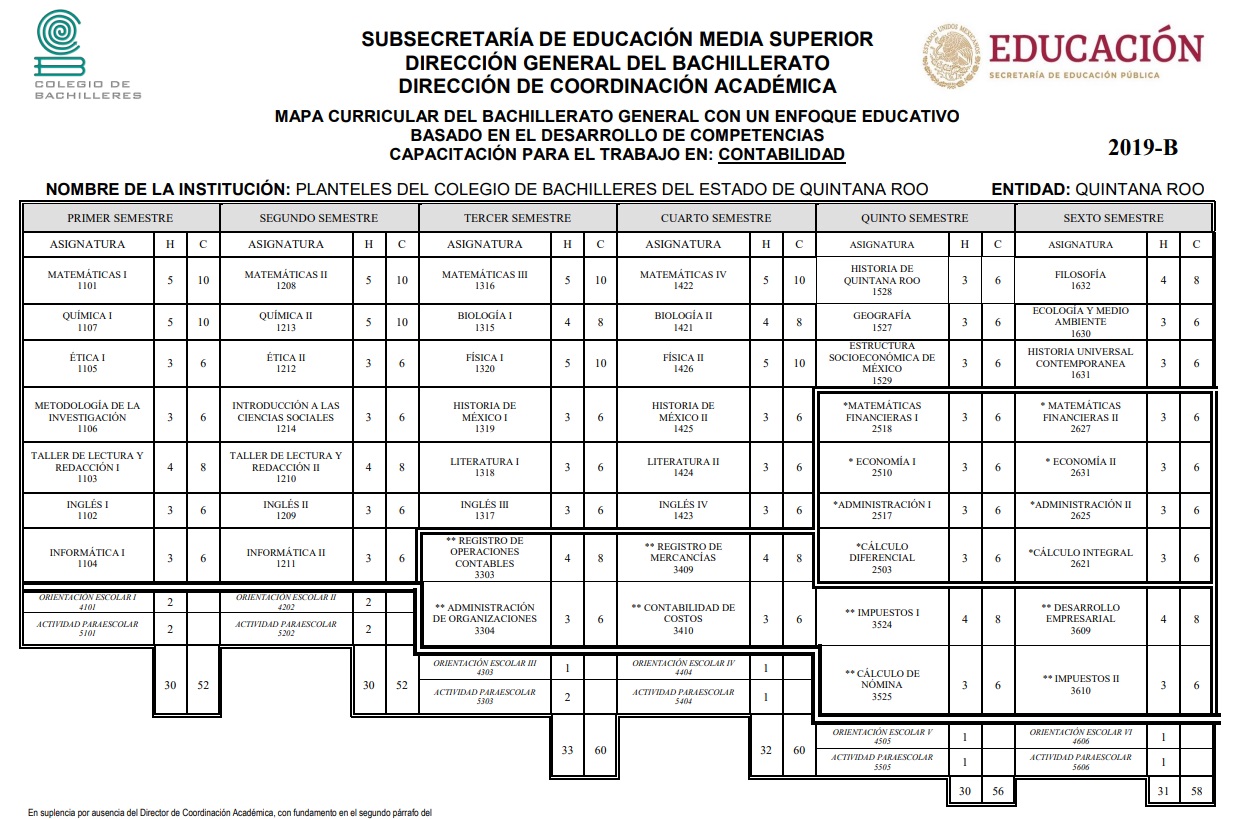 COLEGIO DE
BACHILLERES
SUBSECRETARÍA DE EDUCACIÓN MEDIA SUPERIOR
DIRECCIÓN GENERAL DEL BACHILLERATO
DIRECCIÓN DE COORDINACIÓN ACADÉMICA
EDUCACIÓN
SECRETARÍA DE EDUCACIÓN PÚBLICA
ESTADOS UNIDOS MEXICANOS
MAPA CURRICULAR DEL BACHILLERATO GENERAL CON UN ENFOQUE EDUCATIVO
BASADO EN EL DESARROLLO DE COMPETENCIAS
CAPACITACIÓN PARA EL TRABAJO EN: CONTABILIDAD
2019-B
NOMBRE DE LA INSTITUCIÓN: PLANTELES DEL COLEGIO DE BACHILLERES DEL ESTADO DE QUINTANA ROO ENTIDAD: QUINTANA ROO
PRIMER SEMESTRE SEGUNDO SEMESTRE TERCER SEMESTRE CUARTO SEMESTRE QUINTO SEMESTRE SEXTO SEMESTRE
ASIGNATURA H C ASIGNATURA H C ASIGNATURA H C ASIGNATURA H C ASIGNATURA H C ASIGNATURA H C
MATEMÁTICAS I 1101 5 10 MATEMÁTICAS II 1208 5 10 MATEMÁTICAS III 1316 5 10 MATEMÁTICAS IV 1422 5 10 HISTORIA DE QUINTANA ROO 1528 3 6 FILOSOFÍA 1632 4 8
QUÍMICA I 1107 5 10 QUÍMICA II 1213 5 10 BIOLOGÍA I 1315 4 8 BIOLOGÍA II 1421 4 8 GEOGRAFÍA 1527 3 6 ECOLOGÍA Y MEDIO AMBIENTE 1630 3 6
ÉTICA I 1105 3 6 ÉTICA II 1212 3 6 FÍSICA I 1320 5 10 FÍSICA II 1426 5 10 ESTRUCTURA SOCIOECONÓMICA DE MÉXICO 1529 3 6 HISTORIA UNIVERSAL CONTEMPORANEA 1631 3 6
METODOLOGÍA DE LA INVESTIGACIÓN 1106 3 6 INTRODUCCIÓN A LAS CIENCIAS SOCIALES 1214 3 6 HISTORIA DE MÉXICO I 1319 3 6 HISTORIA DE MÉXICO II 1425 3 6 *MATEMÁTICAS FINANCIERAS I 2518 3 6 * MATEMÁTICAS FINANCIERAS II 2627 3 6
TALLER DE LECTURA Y REDACCIÓN I 1103 4 8 TALLER DE LECTURA Y REDACCIÓN II 1210 4 8 LITERATURA I 1318 3 6 LITERATURA II 1424 3 6 * ECONOMÍA I 2510 3 6 * ECONOMÍA II 2631 3 6
INGLÉS I 1102 3 6 INGLÉS II 1209 3 6 INGLÉS III 1317 3 6 INGLÉS IV 1423 3 6 *ADMINISTRACIÓN I 2517 3 6 *ADMINISTRACIÓN II 2625 3 6
INFORMÁTICA I 1104 3 6 INFORMÁTICA II 1211 3 6 ** REGISTRO DE OPERACIONES CONTABLES 3303 4 8 ** REGISTRO DE MERCANCÍAS 3409 4 8 *CÁLCULO DIFERENCIAL 2503 3 6 *CÁLCULO INTEGRAL 2621 3 6
ORIENTACIÓN ESCOLAR I 4101 2 ORIENTACIÓN ESCOLAR II 4202 2 ** ADMINISTRACIÓN DE ORGANIZACIONES 3304 3 6 ** CONTABILIDAD DE COSTOS 3410 3 6 ** IMPUESTOS I 3524 4 8 ** DESARROLLO EMPRESARIAL 3609 4 8
ACTIVIDAD PARAESCOLAR 5101 2 ACTIVIDAD PARAESCOLAR 5202 2
30 52 30 52 ORIENTACIÓN ESCOLAR III 4303 1 ORIENTACIÓN ESCOLAR IV 4404 1 ** CÁLCULO DE NÓMINA 3525 3 6 ** IMPUESTOS II 3610 3 6
ACTIVIDAD PARAESCOLAR 5303 2 ACTIVIDAD PARAESCOLAR 5404 1
33 60 32 60 ORIENTACIÓN ESCOLAR V 4505 1 ORIENTACIÓN ESCOLAR VI 4606 1
ACTIVIDAD PARAESCOLAR 5505 1 ACTIVIDAD PARAESCOLAR 5606 1
30 56 31 58
En suplencia por ausencia del Director de Coordinación Académica, con fundamento en el segundo párrafo del